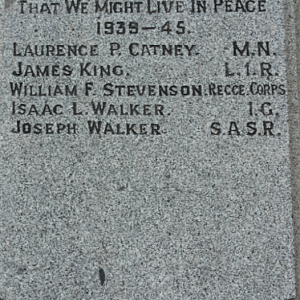 THAT WE MIGHT LIVE IN PEACE
1939-45.
LAURENCE P. CATNEY. M.N.
JAMES KING. L.I.R.
WILLIAM F. STEVENSON. RECCE. CORPS
ISAAC L. WALKER. I.G.
JOSEPH WALKER. S.A.S.R.